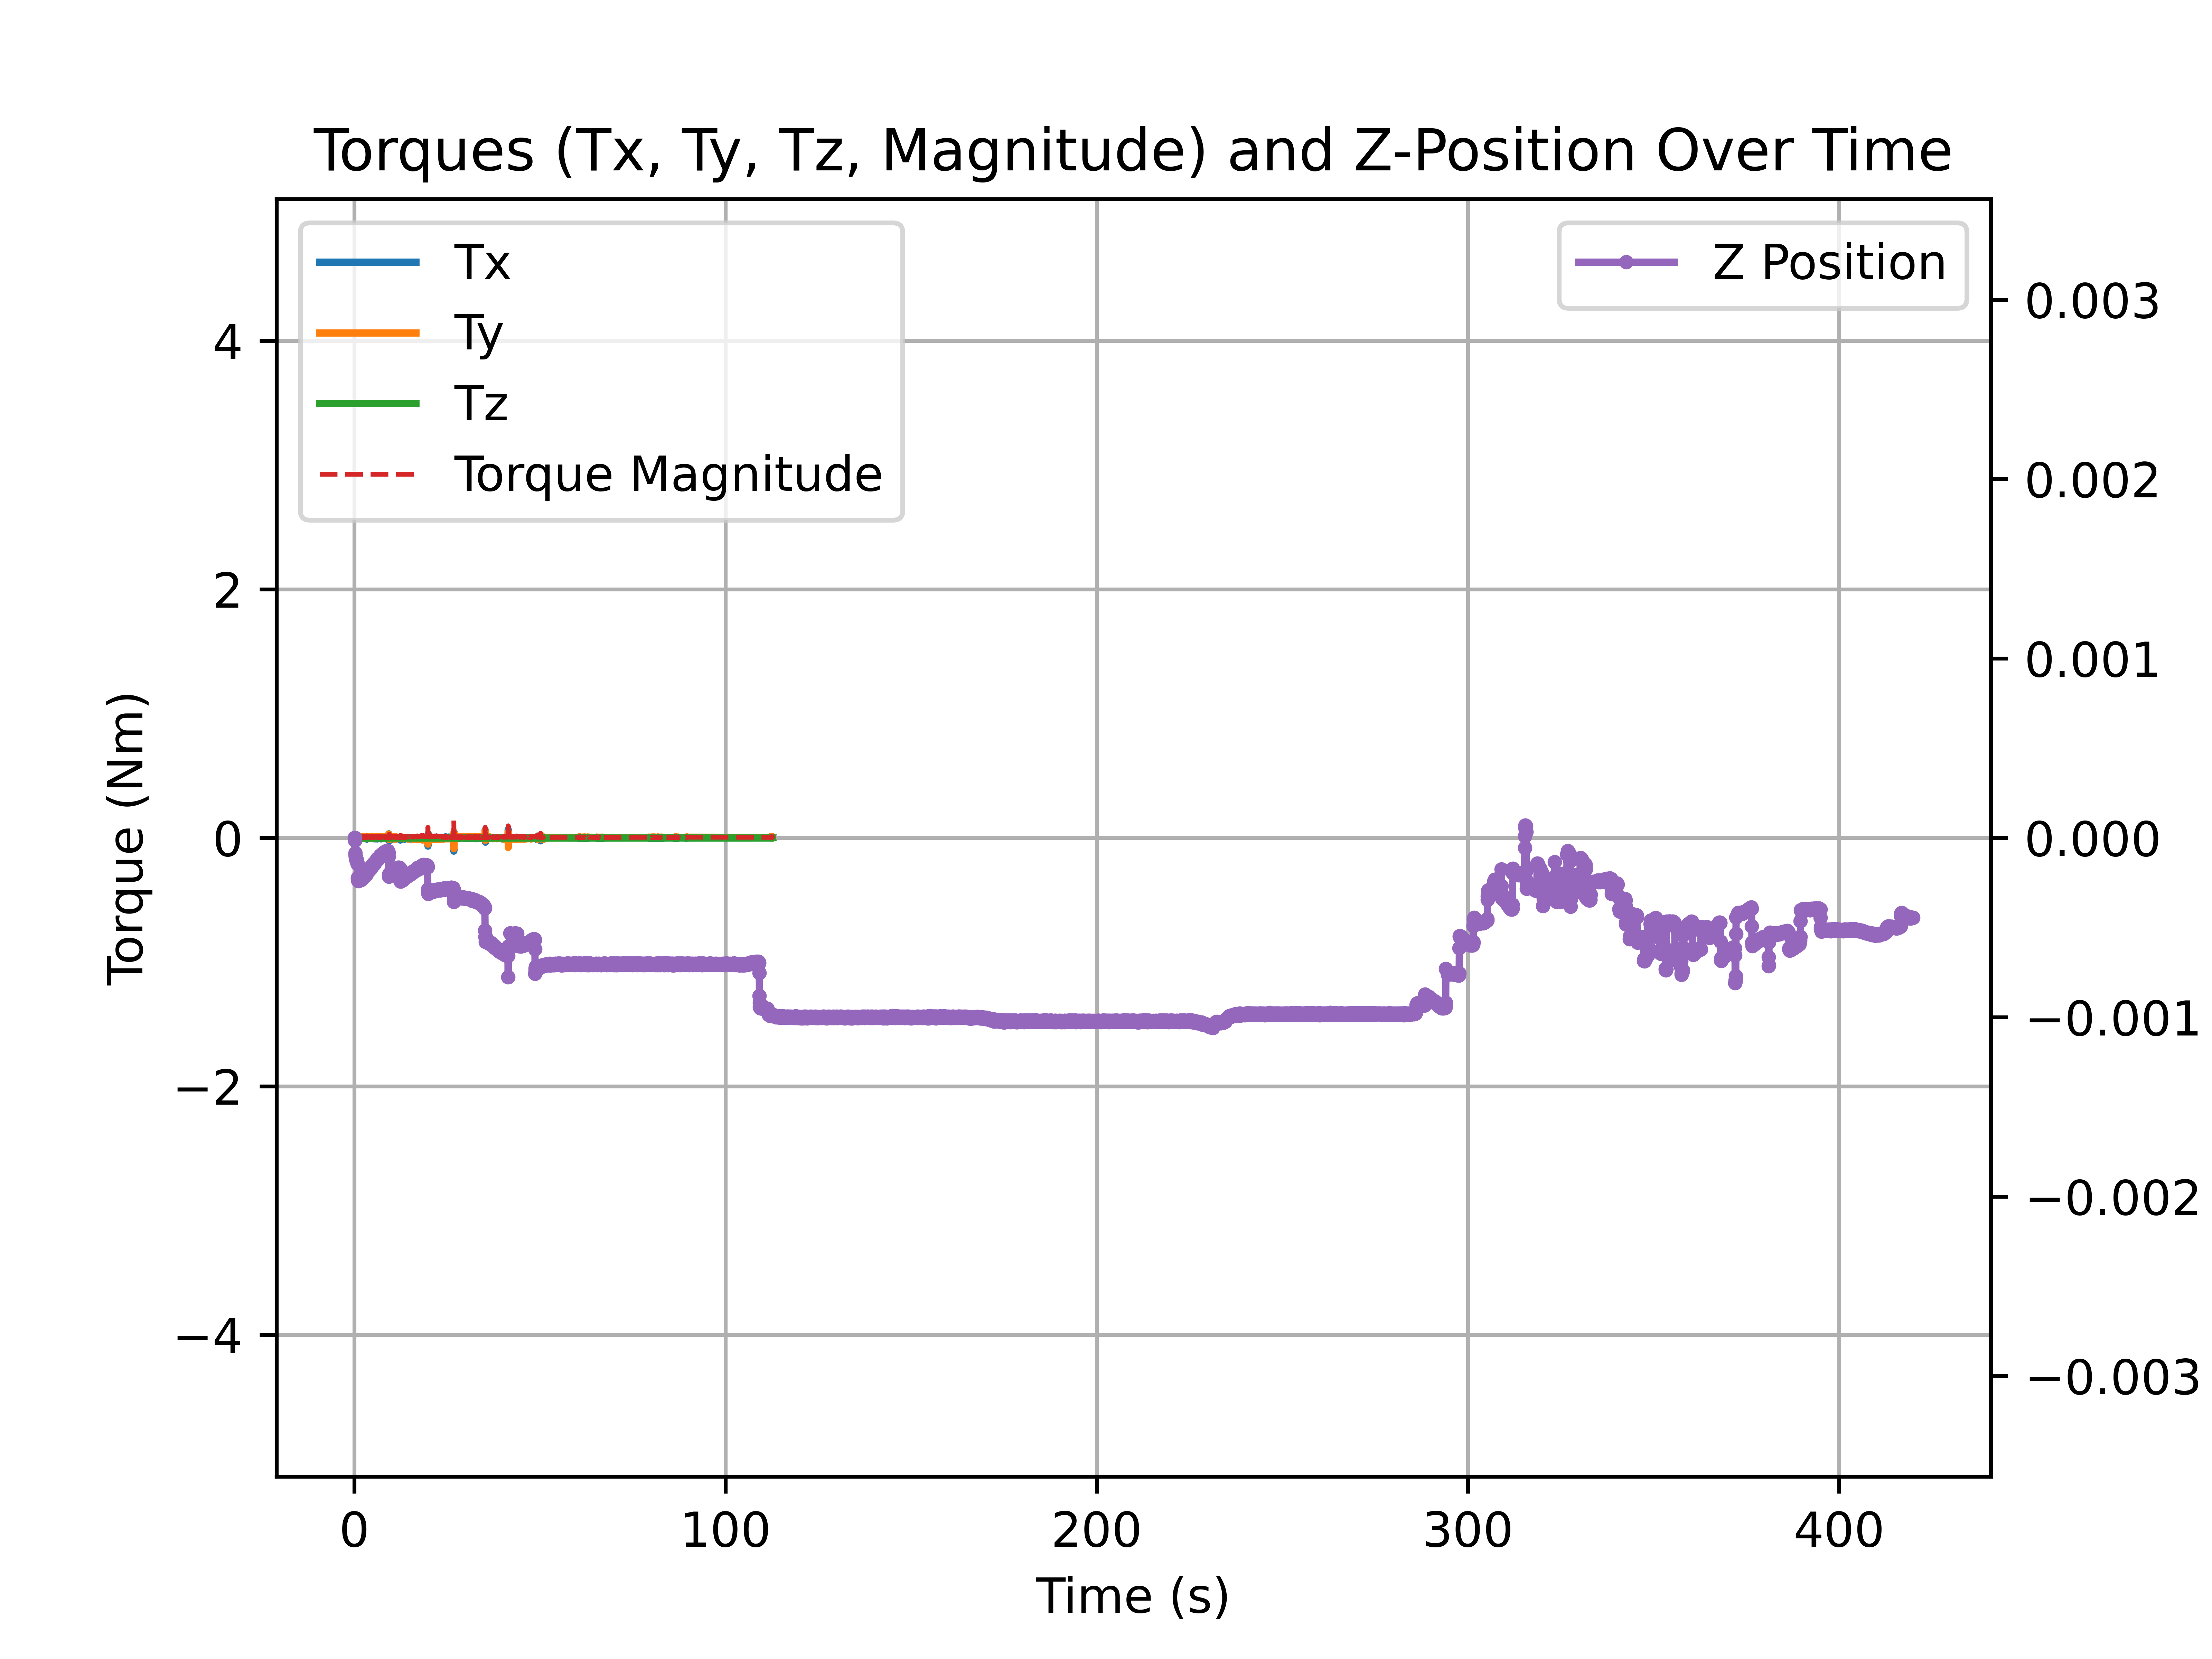 Torques (Tx, Ty, Tz, Magnitude) and Z-Position Over Time
Tx
Ty
Tz
Torque Magnitude
Z Position
4
2
0
−2
−4
Torque (Nm)
0.003
0.002
0.001
0.000
−0.001
−0.002
−0.003
0 100 200 300 400
Time (s)